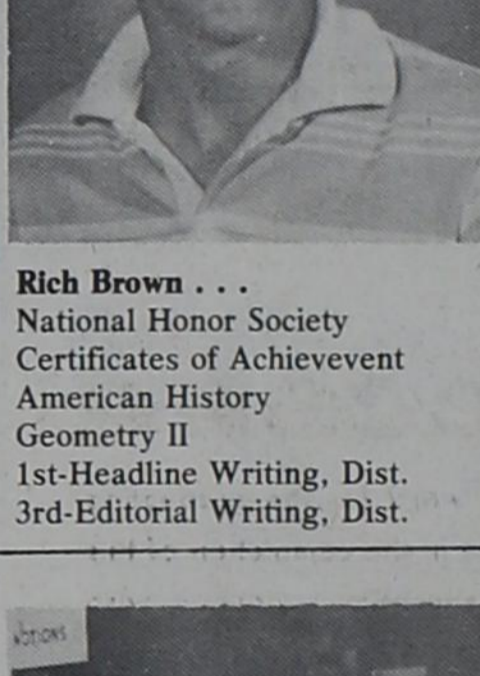 Rich Brown . . .
National Honor Society
Certificates of Achievevent
American History
Geometry II
1st-Headline Writing, Dist.
3rd-Editorial Writing, Dist.
NOTIONS